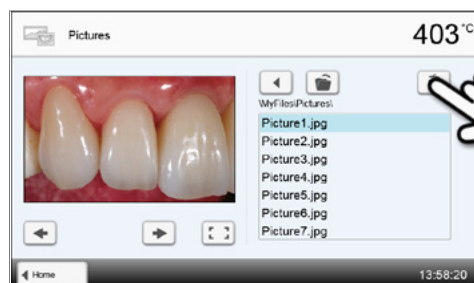 Pictures
403 °C
\MyFiles\Pictures\
Picture1.jpg
Picture2.jpg
Picture3.jpg
Picture4.jpg
Picture5.jpg
Picture6.jpg
Picture7.jpg
Home
13:58:20